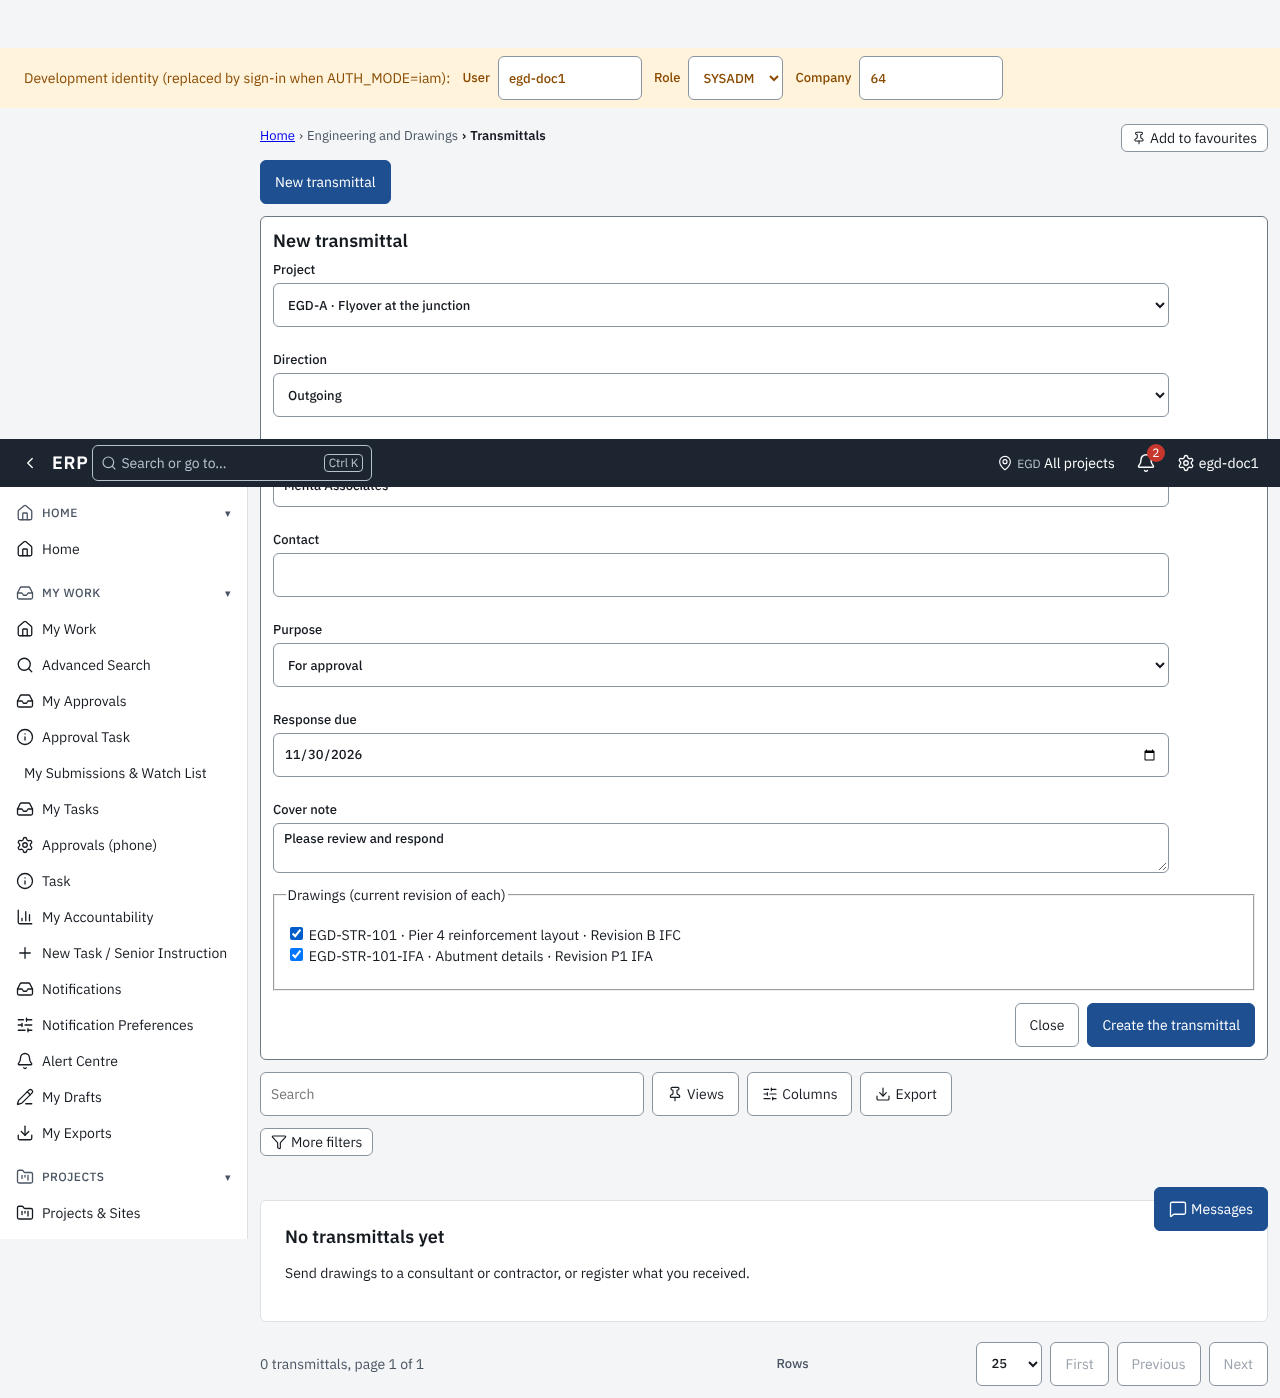 Development identity (replaced by sign-in when AUTH_MODE=iam): User egd-doc1 Role SYSADM Company 64
Home › Engineering and Drawings › Transmittals
Add to favourites
New transmittal
New transmittal
Project
EGD-A · Flyover at the junction
Direction
Outgoing
ERP Search or go to... Ctrl K EGD All projects 2 egd-doc1
Mehta Associates
Contact
Purpose
For approval
Response due
11/30/2026
Cover note
Please review and respond
Drawings (current revision of each)
EGD-STR-101 · Pier 4 reinforcement layout · Revision B IFC
EGD-STR-101-IFA · Abutment details · Revision P1 IFA
Close Create the transmittal
HOME
Home
MY WORK
My Work
Advanced Search
My Approvals
Approval Task
My Submissions & Watch List
My Tasks
Approvals (phone)
Task
My Accountability
New Task / Senior Instruction
Notifications
Notification Preferences
Alert Centre
My Drafts
My Exports
PROJECTS
Projects & Sites
Search Views Columns Export
More filters
Messages
No transmittals yet
Send drawings to a consultant or contractor, or register what you received.
0 transmittals, page 1 of 1 Rows 25 First Previous Next